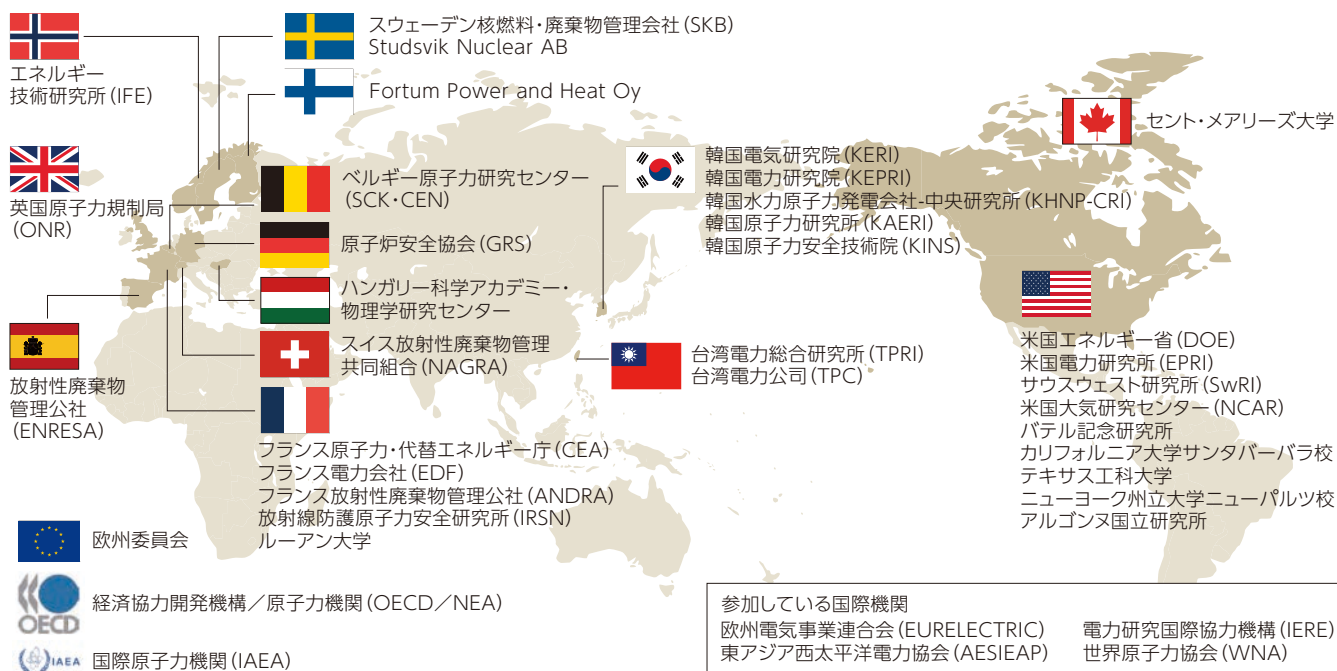 エネルギー
技術研究所(IFE)
スウェーデン核燃料・廃棄物管理会社(SKB)
Studsvik Nuclear AB
Fortum Power and Heat Oy
英国原子力規制局
(ONR)
ベルギー原子力研究センター
(SCK・CEN)
原子炉安全協会(GRS)
ハンガリー科学アカデミー・
物理学研究センター
スイス放射性廃棄物管理
共同組合(NAGRA)
放射性廃棄物
管理公社
(ENRESA)
フランス原子力・代替エネルギー庁(CEA)
フランス電力会社(EDF)
フランス放射性廃棄物管理公社(ANDRA)
放射線防護原子力安全研究所(IRSN)
ルーアン大学
韓国電気研究院(KERI)
韓国電力研究院(KEPRI)
韓国水力原子力発電会社-中央研究所(KHNP-CRI)
韓国原子力研究所(KAERI)
韓国原子力安全技術院(KINS)
台湾電力総合研究所(TPRI)
台湾電力公司(TPC)
セント・メアリーズ大学
米国エネルギー省(DOE)
米国電力研究所(EPRI)
サウスウェスト研究所(SwRI)
米国大気研究センター(NCAR)
バテル記念研究所
カリフォルニア大学サンタバーバラ校
テキサス工科大学
ニューヨーク州立大学ニューパルツ校
アルゴンヌ国立研究所
欧州委員会
OECD
経済協力開発機構／原子力機関(OECD／NEA)
IAEA
国際原子力機関(IAEA)
参加している国際機関
欧州電気事業連合会(EURELECTRIC)
電力研究国際協力機構(IERE)
東アジア西太平洋電力協会(AESIEAP)
世界原子力協会(WNA)